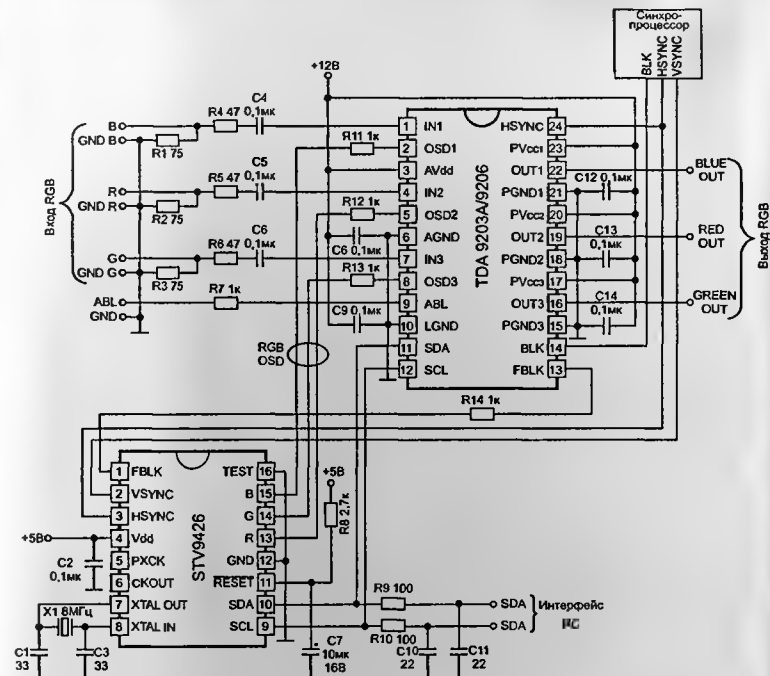 Синхро-
процессор
BLK
HSYNC
VSYNC
+12В
C4
R4 47 0,1мк
B
GND B
R1 75
C5
R5 47 0,1мк
R
GND R
R2 75
C6
R6 47 0,1мк
G
GND G
R3 75
ABL
GND
R7 1к
Вход RGB
R11 1к
R12 1к
C6 0,1мк
R13 1к
C9 0,1мк
RGB
OSD
TDA 9203A/9206
1 IN1
2 OSD1
3 AVdd
4 IN2
5 OSD2
6 AGND
7 IN3
8 OSD3
9 ABL
10 LGND
11 SDA
12 SCL
HSYNC 24
PVcc1 23
OUT1 22
PGND1 21
PVcc2 20
OUT2 19
PGND2 18
PVcc3 17
OUT3 16
PGND3 15
BLK 14
FBLK 13
C12 0,1мк
C13
0,1мк
C14
0,1мк
BLUE
OUT
RED
OUT
GREEN
OUT
Выход RGB
R14 1к
STV9426
1 FBLK
2 VSYNC
3 HSYNC
4 Vdd
5 PXCK
6 CKOUT
7 XTAL OUT
8 XTAL IN
TEST 16
B 15
G 14
R 13
GND 12
RESET 11
SDA 10
SCL 9
+5В
C2
0,1мк
X1 8МГц
C1
33
C3
33
+5В
R8 2,7к
C7
10мк
16В
R9 100
R10 100
C10
22
C11
22
SDA
SDA
Интерфейс